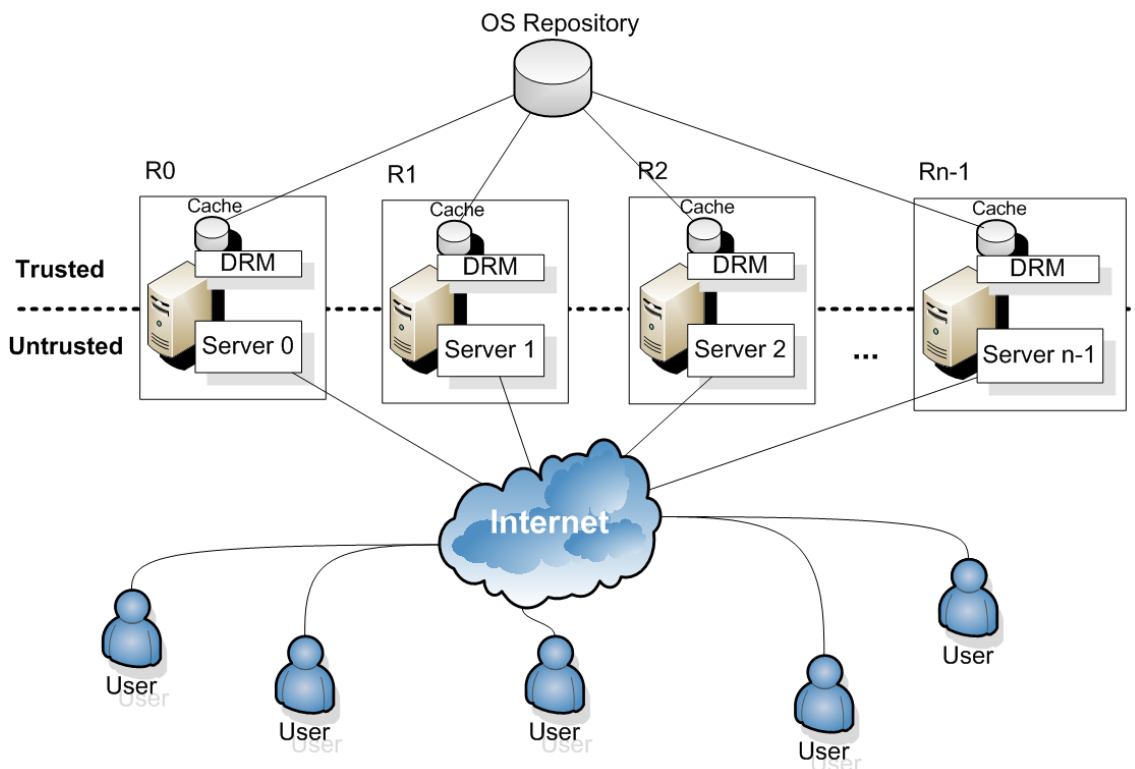 OS Repository
R0
R1
R2
Rn-1
Cache
Cache
Cache
Cache
DRM
DRM
DRM
DRM
Trusted
Untrusted
Server 0
Server 1
Server 2
...
Server n-1
Internet
User
User
User
User
User